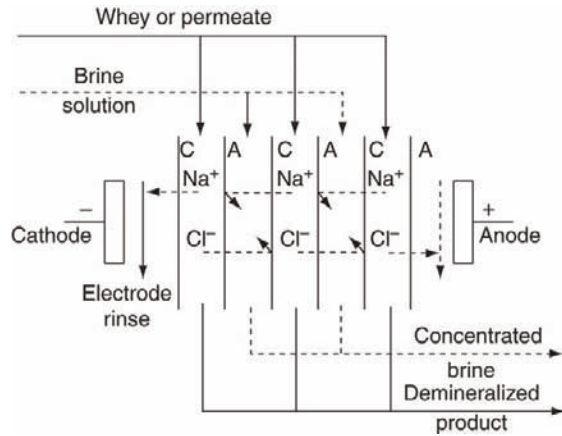 Whey or permeate
Brine
solution
C A C A C A
Na⁺ Na⁺ Na⁺
− +
Cathode Anode
Cl⁻ Cl⁻ Cl⁻
Electrode
rinse
Concentrated
brine
Demineralized
product